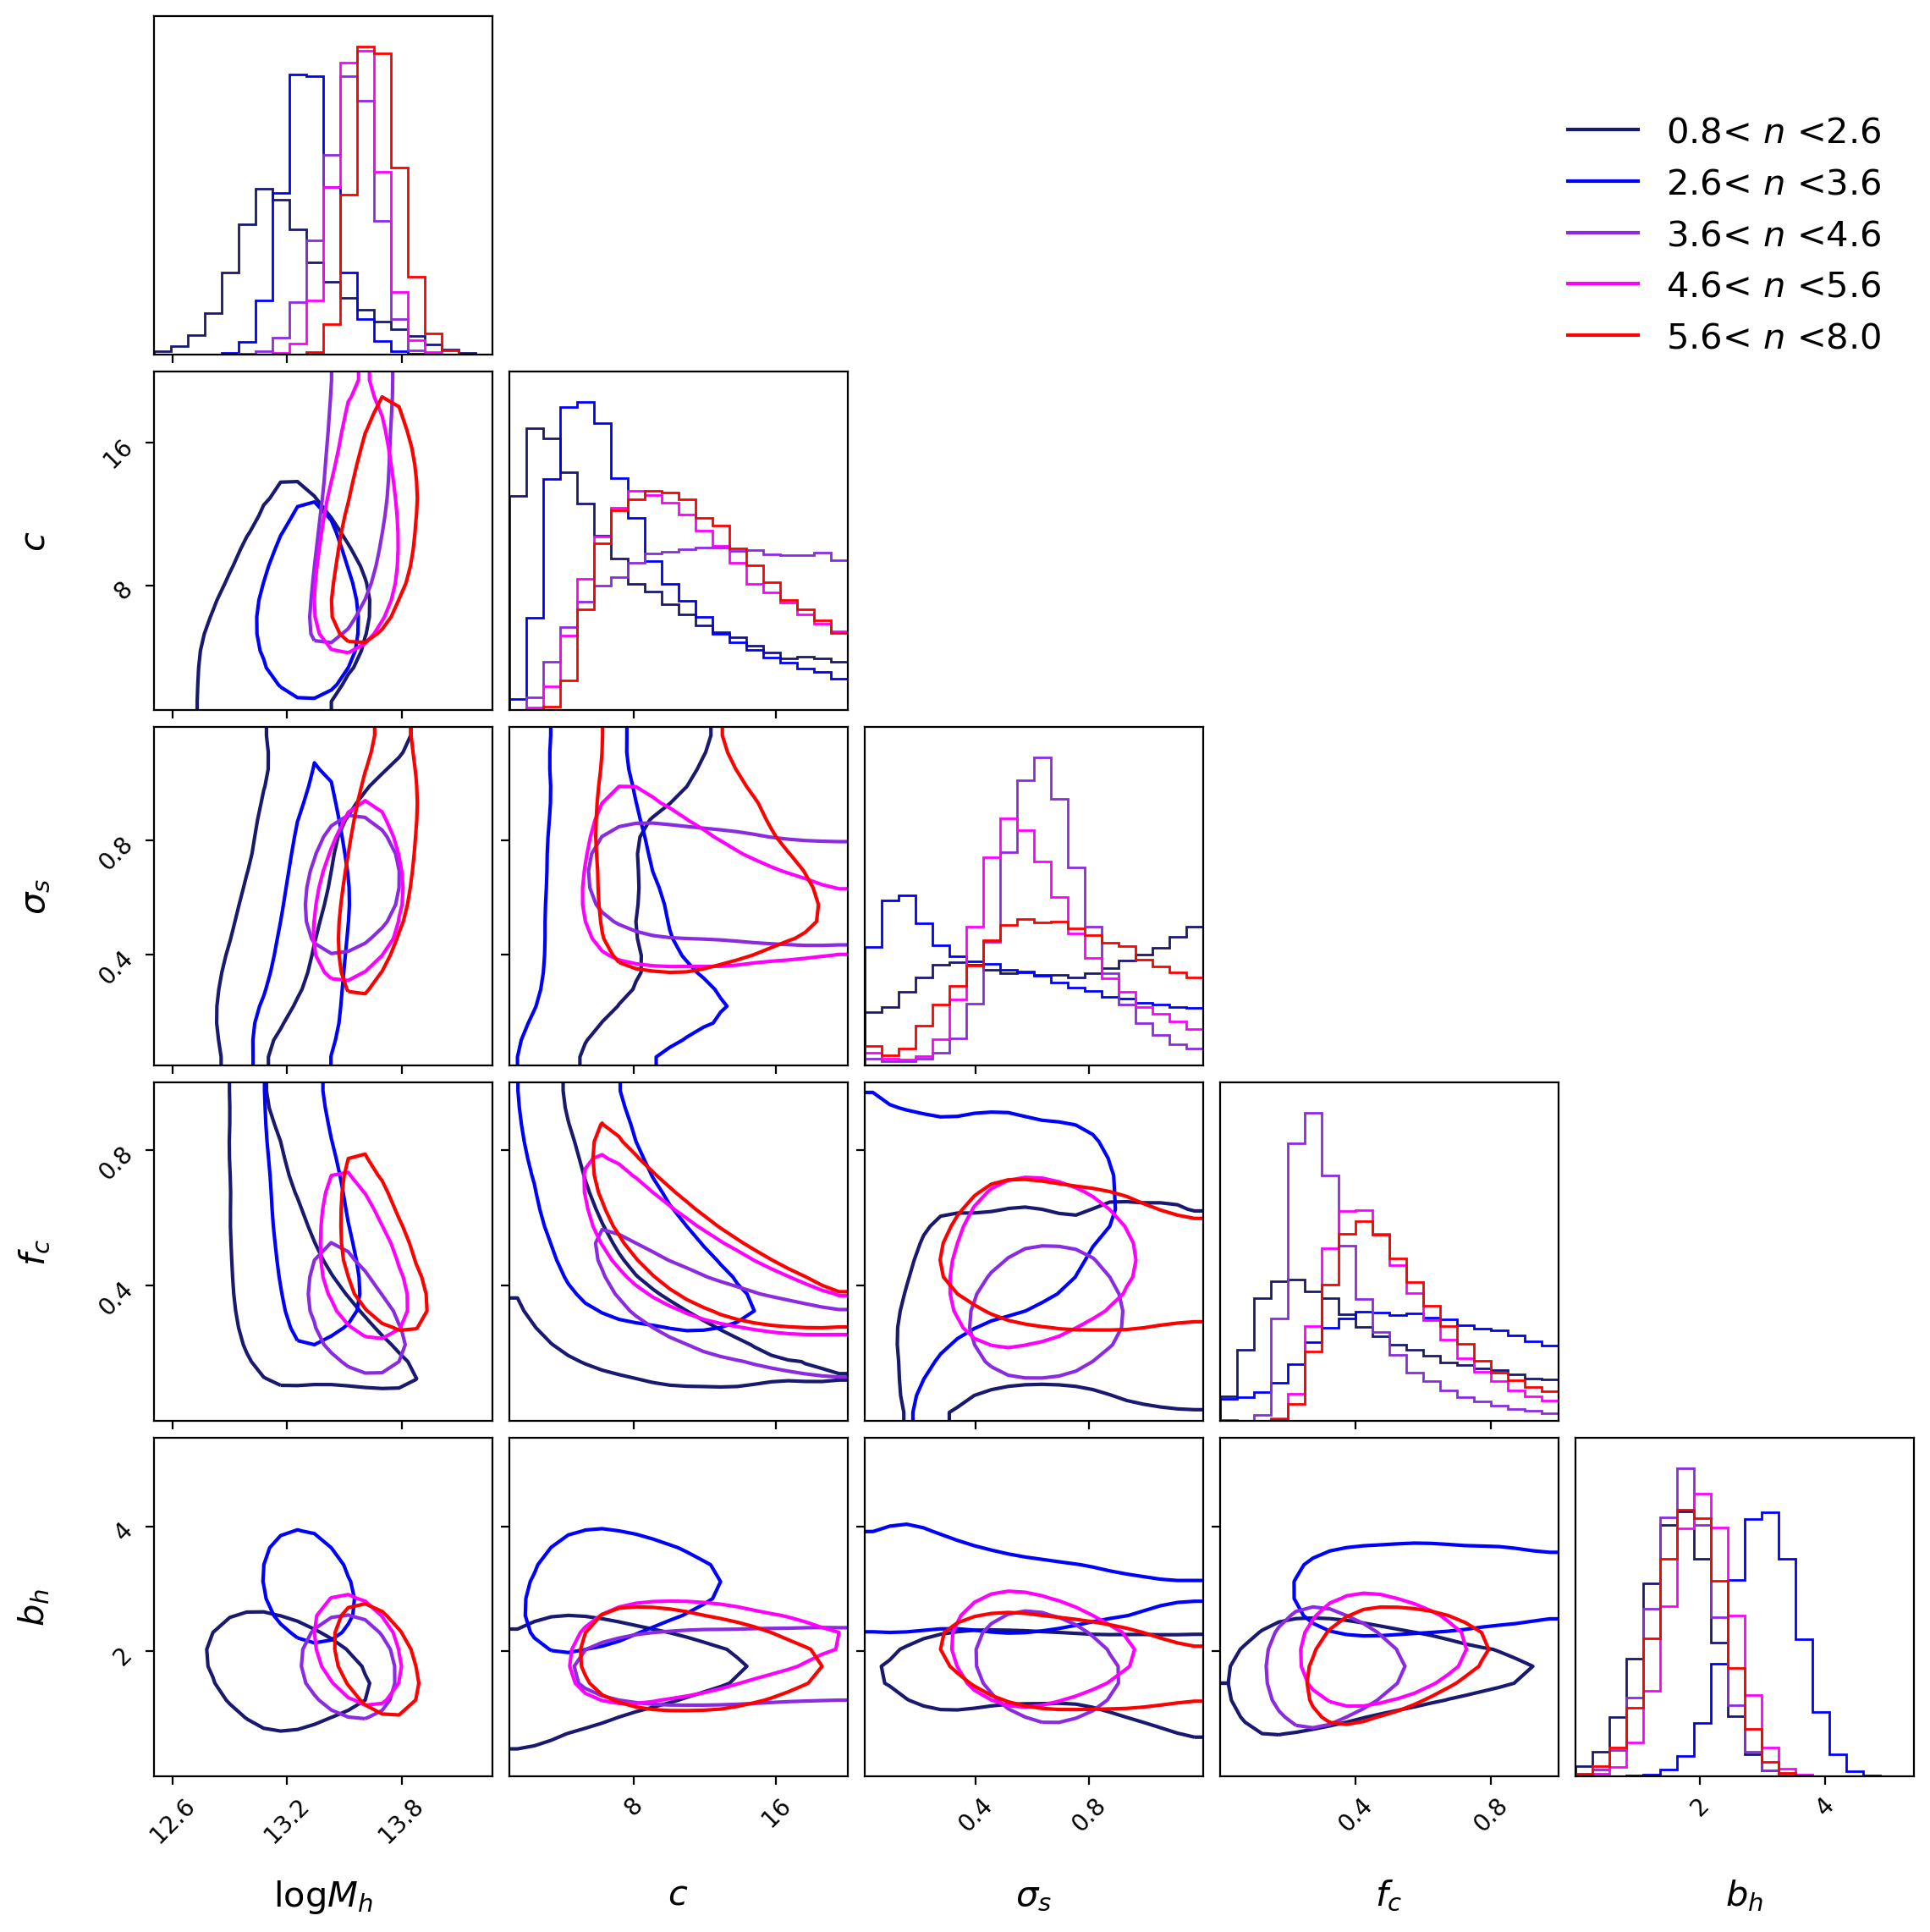 0.8< n <2.6
2.6< n <3.6
3.6< n <4.6
4.6< n <5.6
5.6< n <8.0
16
c
8
0.8
σs
0.4
0.8
fc
0.4
4
bh
2
12.6 13.2 13.8 8 16 0.4 0.8 0.4 0.8 2 4
logMh c σs fc bh